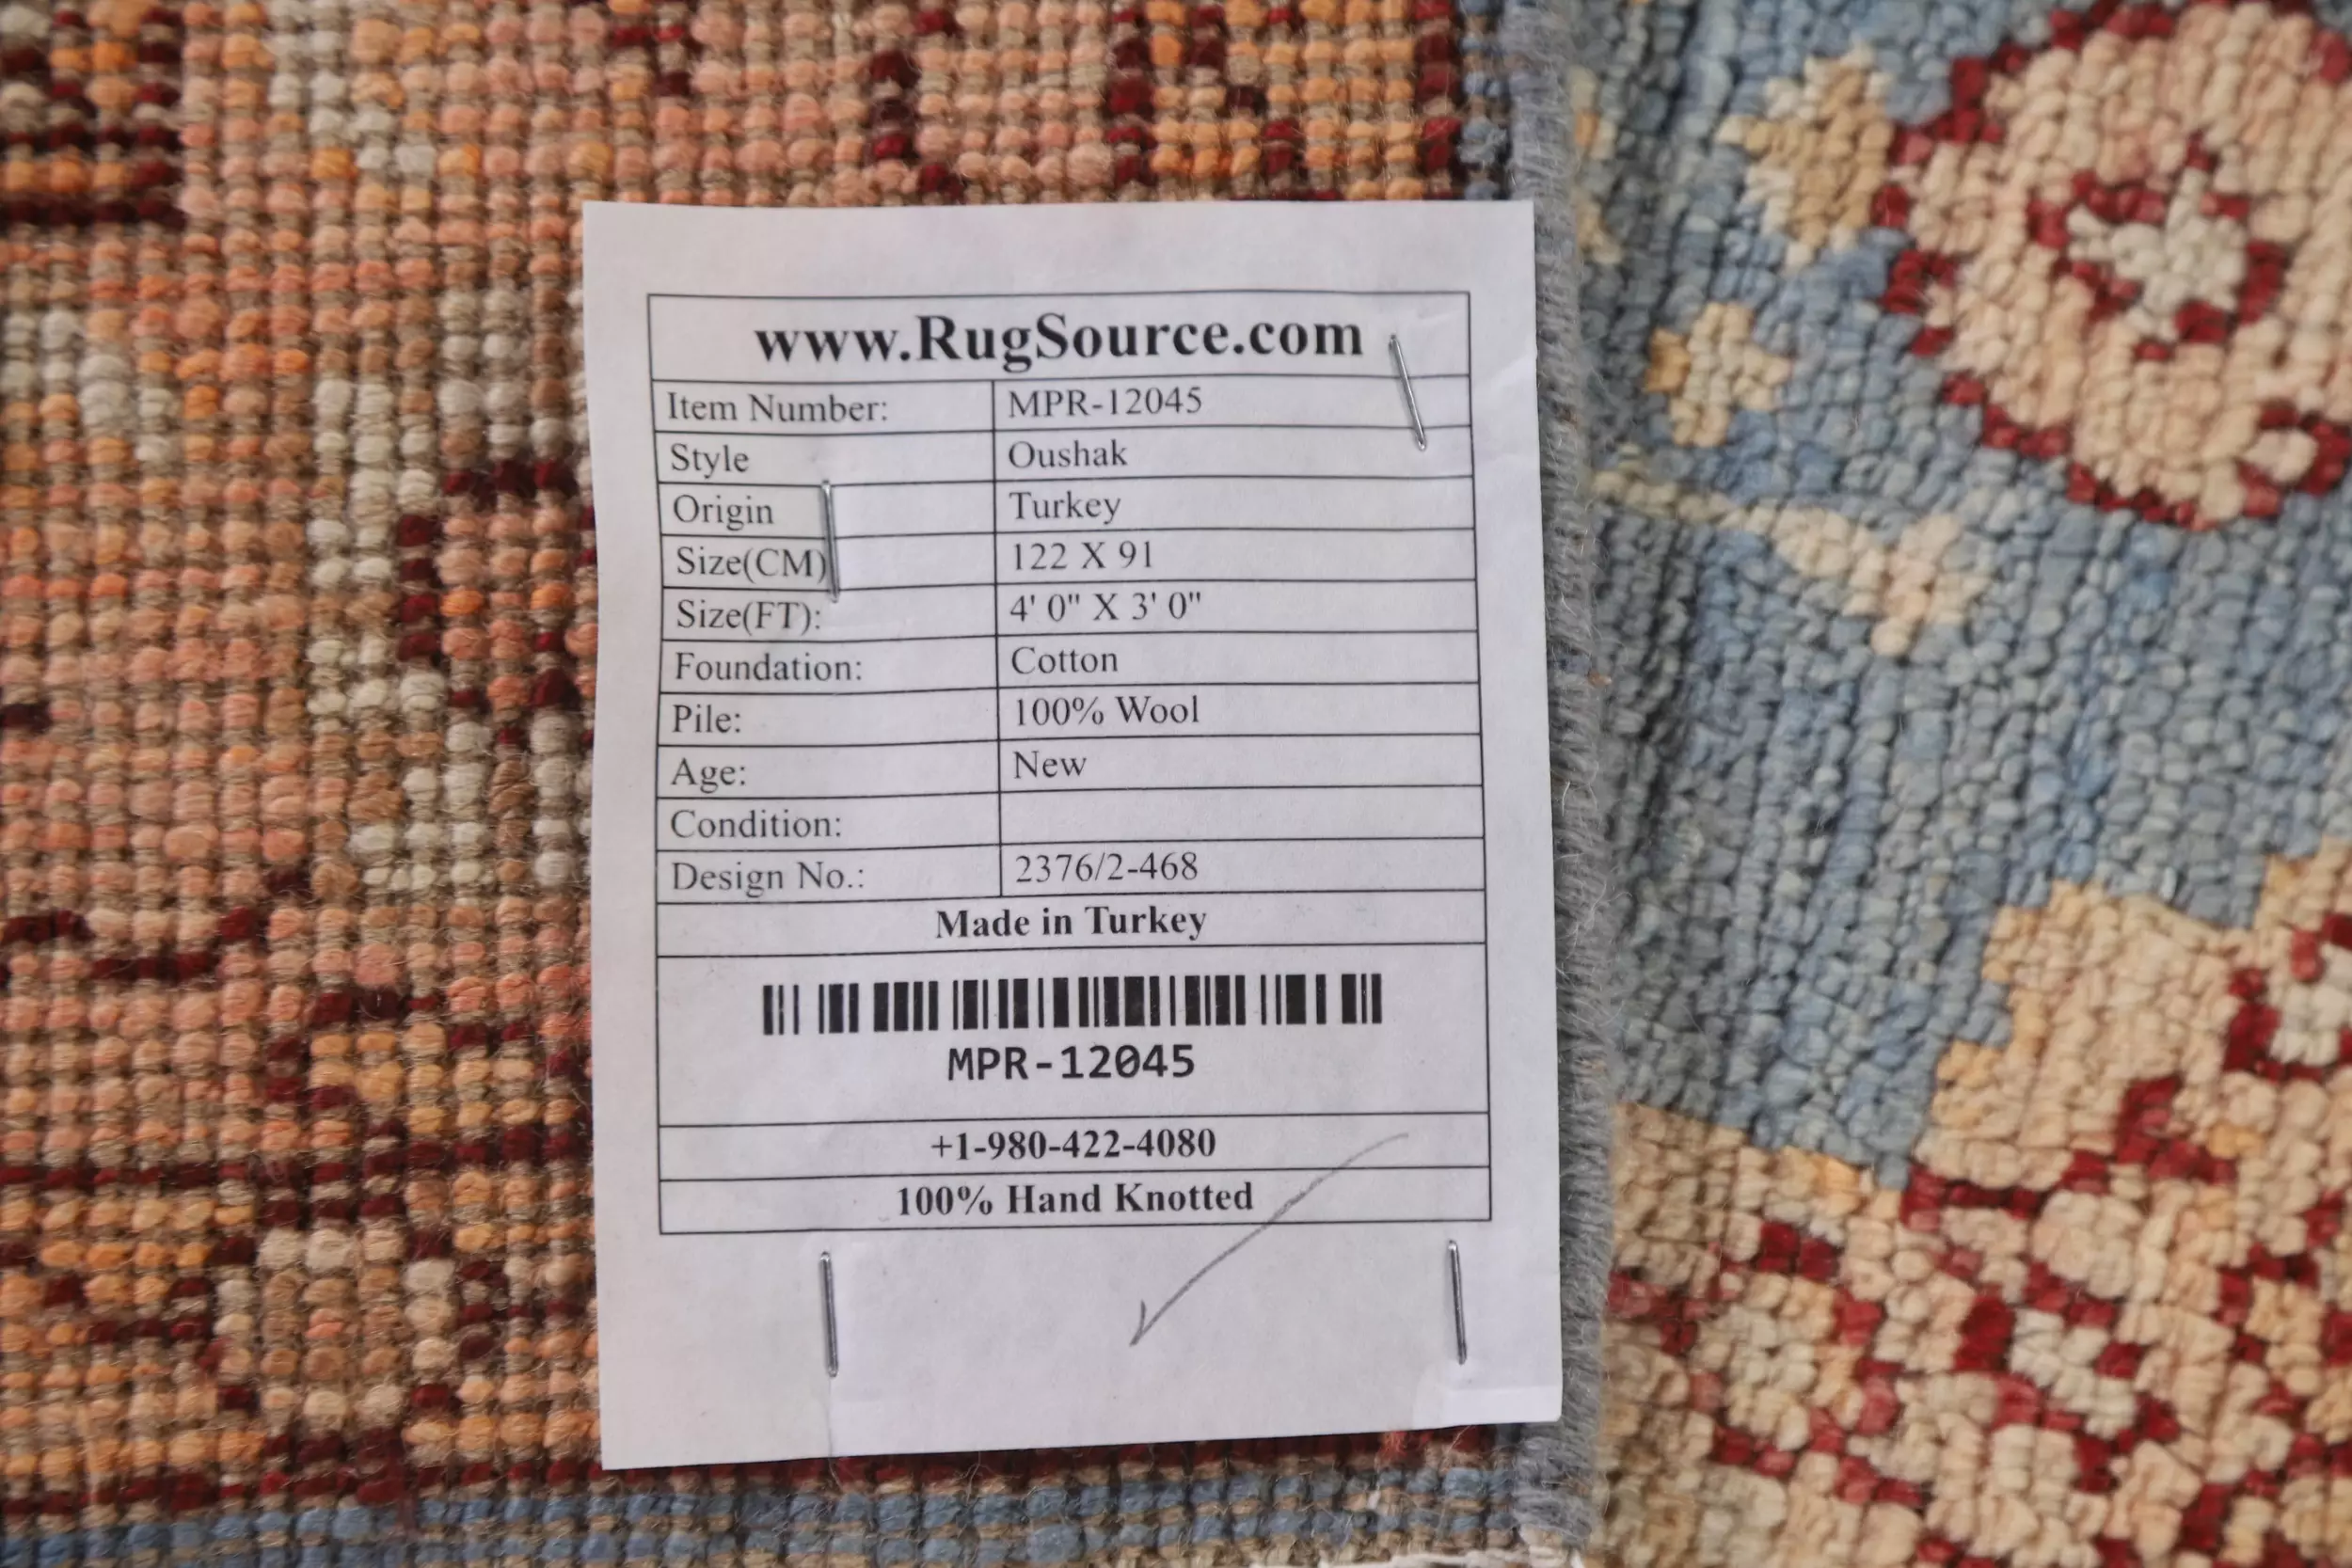 www.RugSource.com
Item Number: MPR-12045
Style Oushak
Origin Turkey
Size(CM) 122 X 91
Size(FT): 4' 0" X 3' 0"
Foundation: Cotton
Pile: 100% Wool
Age: New
Condition:
Design No.: 2376/2-468
Made in Turkey
MPR-12045
+1-980-422-4080
100% Hand Knotted